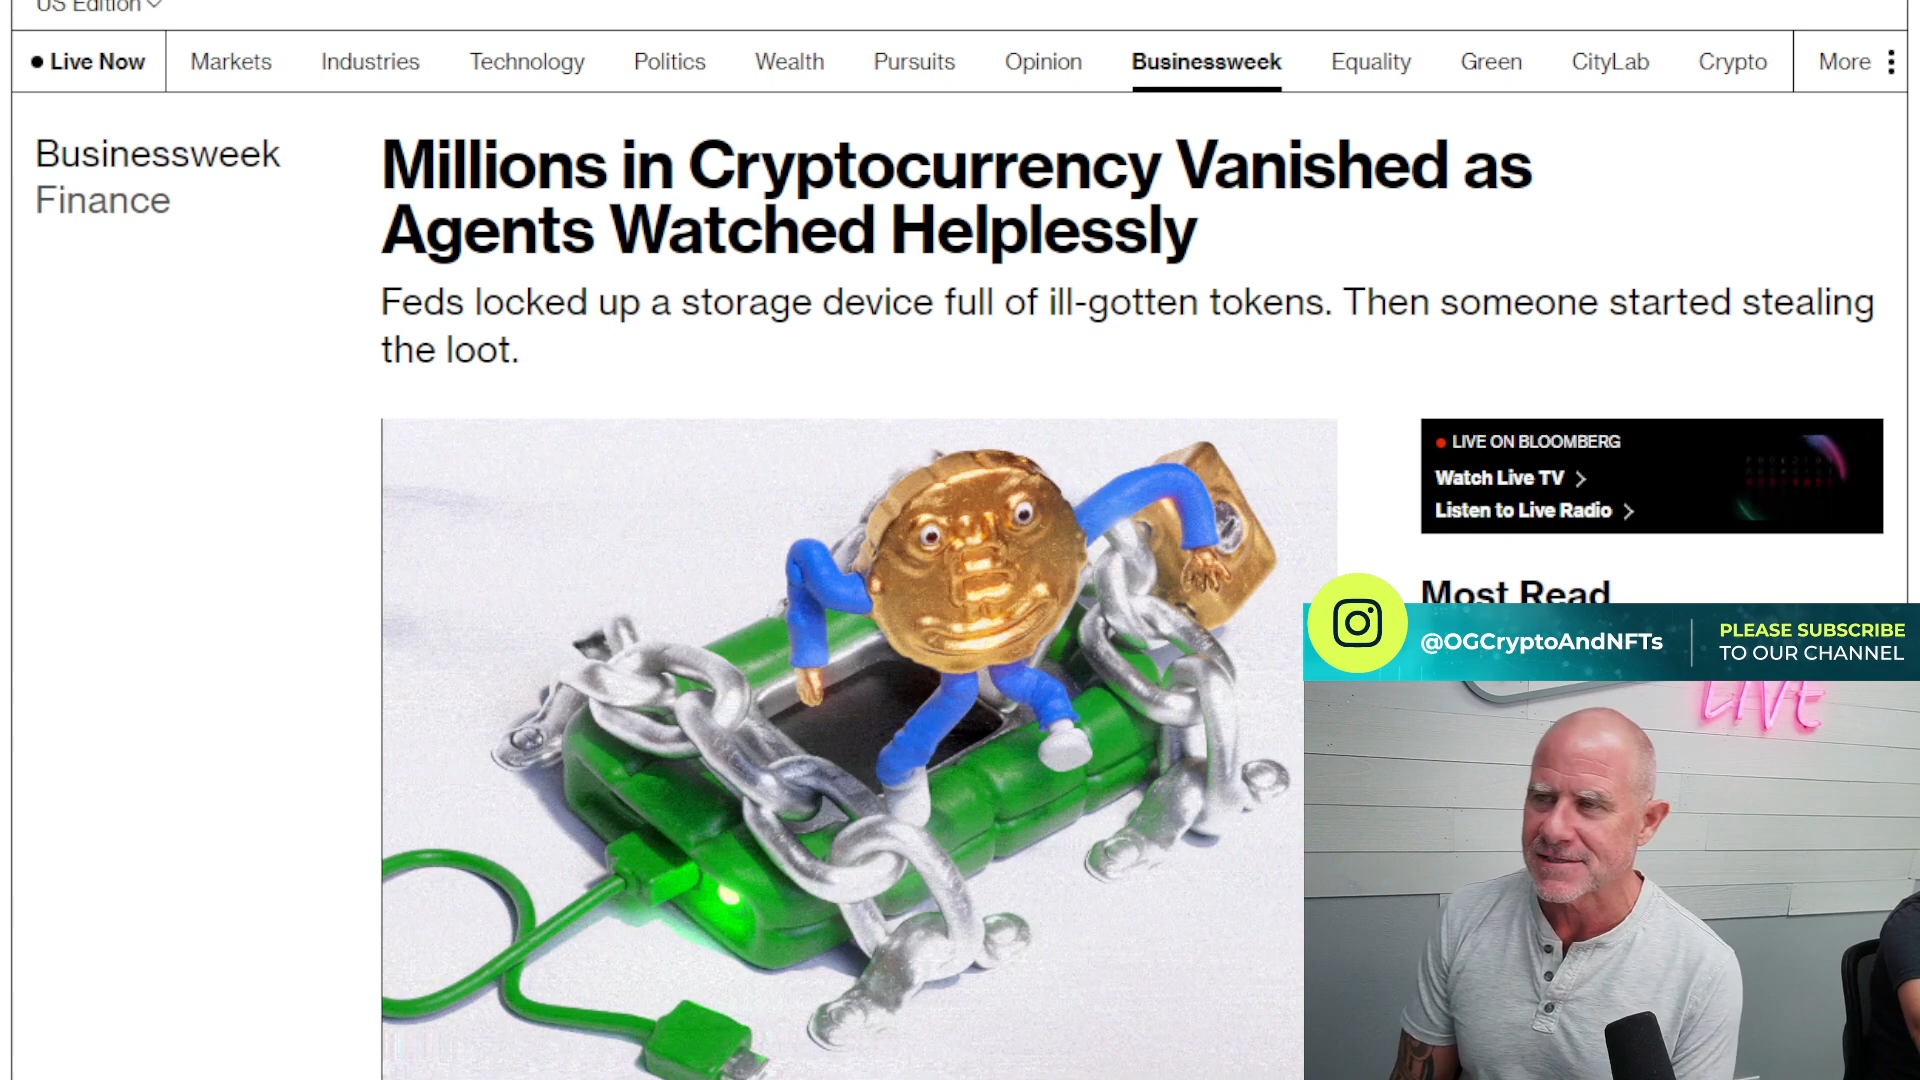 US Edition
Live Now
Markets
Industries
Technology
Politics
Wealth
Pursuits
Opinion
Businessweek
Equality
Green
CityLab
Crypto
More
Businessweek
Finance
Millions in Cryptocurrency Vanished as
Agents Watched Helplessly
Feds locked up a storage device full of ill-gotten tokens. Then someone started stealing
the loot.
LIVE ON BLOOMBERG
Watch Live TV
Listen to Live Radio
Most Read
@OGCryptoAndNFTs
PLEASE SUBSCRIBE
TO OUR CHANNEL
LIVE